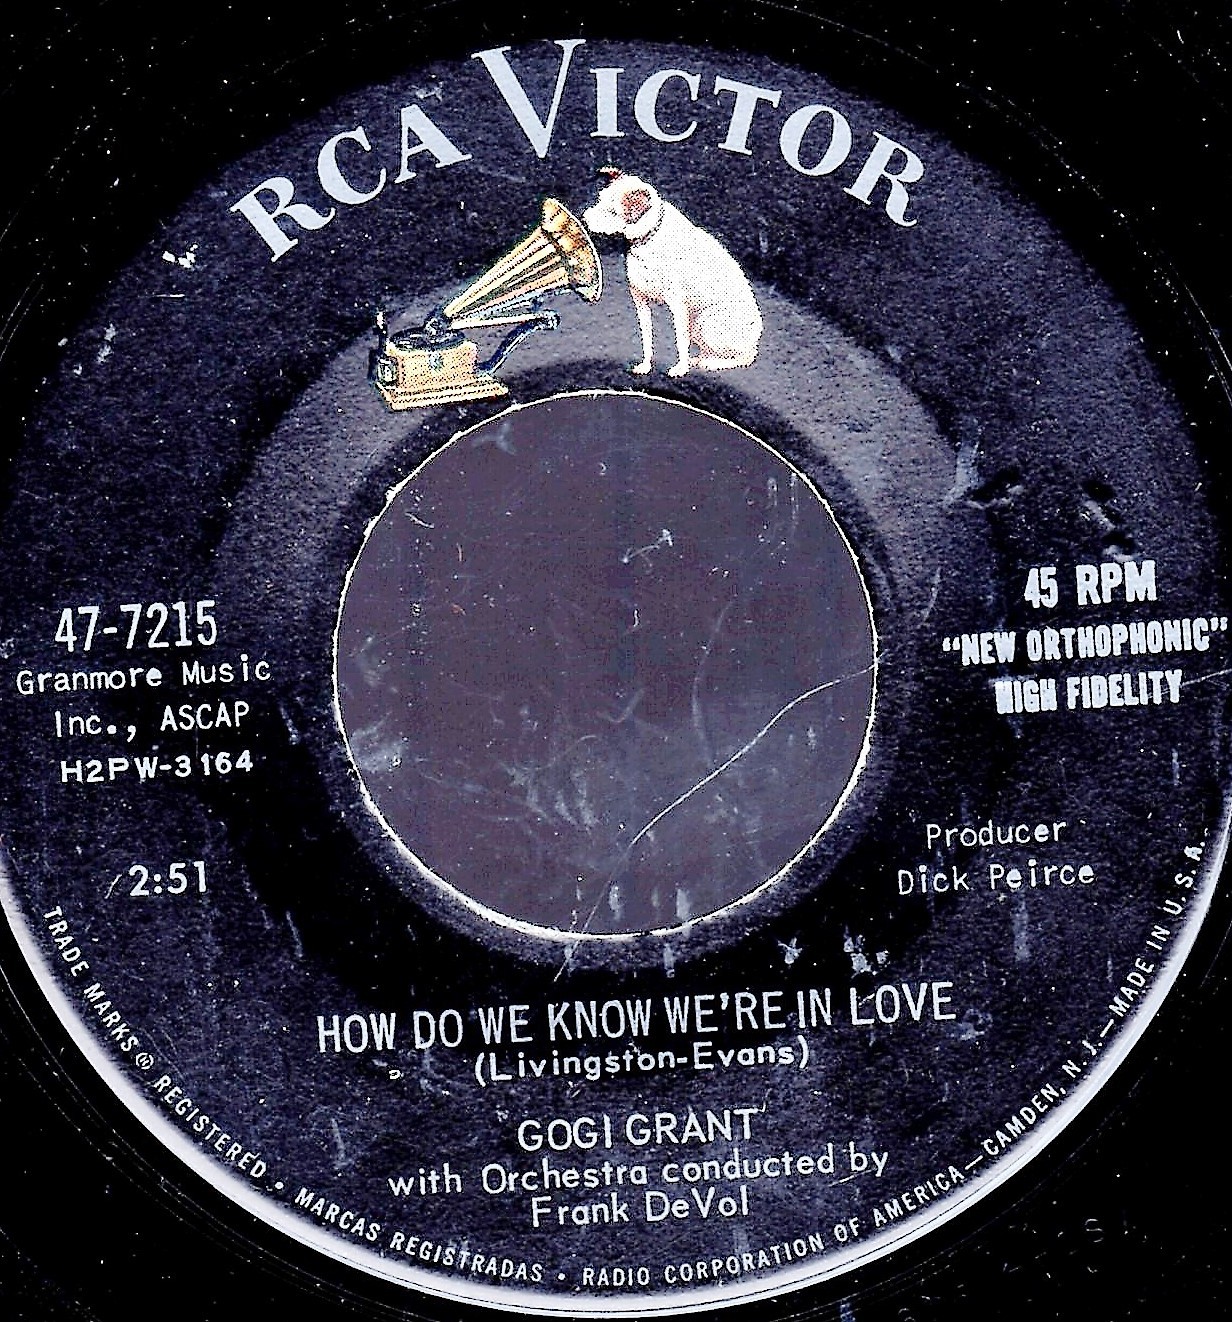 RCA VICTOR
47-7215
Granmore Music
Inc., ASCAP
H2PW-3164
2:51
45 RPM
“NEW ORTHOPHONIC”
HIGH FIDELITY
Producer
Dick Peirce
HOW DO WE KNOW WE'RE IN LOVE
(Livingston-Evans)
GOGI GRANT
with Orchestra conducted by
Frank DeVol
TRADE MARKS ® REGISTERED • MARCAS REGISTRADAS • RADIO CORPORATION OF AMERICA—CAMDEN, N. J.—MADE IN U. S. A.